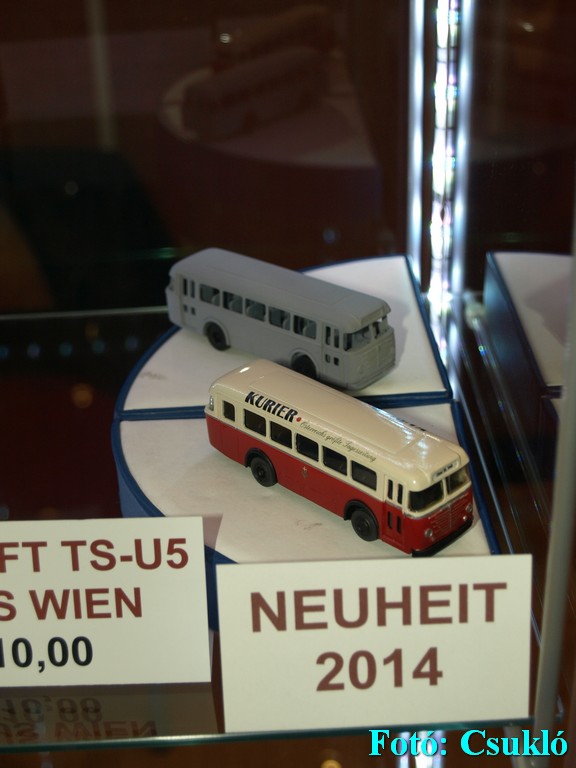 KURIER
FT TS-U5
S WIEN
10,00
NEUHEIT
2014
Fotó: Csukló